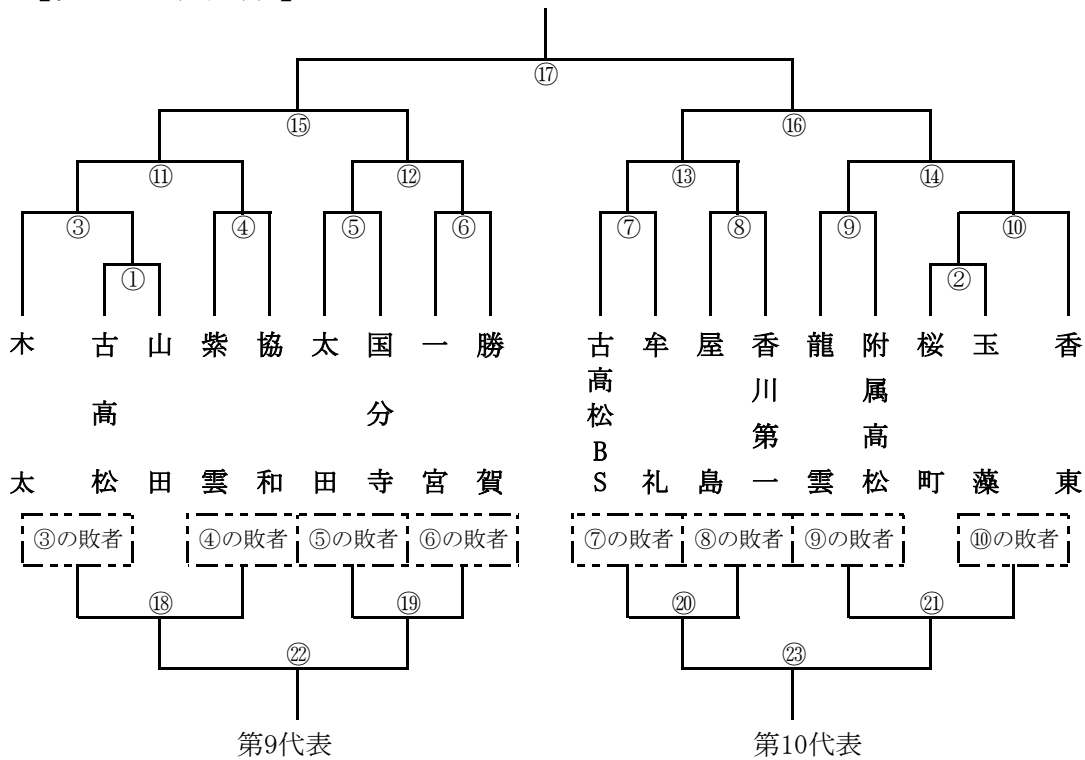 ⑰
⑮ ⑯
⑪ ⑫ ⑬ ⑭
③ ④ ⑤ ⑥ ⑦ ⑧ ⑨ ⑩
① ②
木太
古高松
山田
紫雲
協和
太田
国分寺
一宮
勝賀
古高松BS
牟礼
屋島
香川第一
龍雲
附属高松
桜町
玉藻
香東
③の敗者 ④の敗者 ⑤の敗者 ⑥の敗者 ⑦の敗者 ⑧の敗者 ⑨の敗者 ⑩の敗者
⑱ ⑲ ⑳ ㉑
㉒ ㉓
第9代表 第10代表